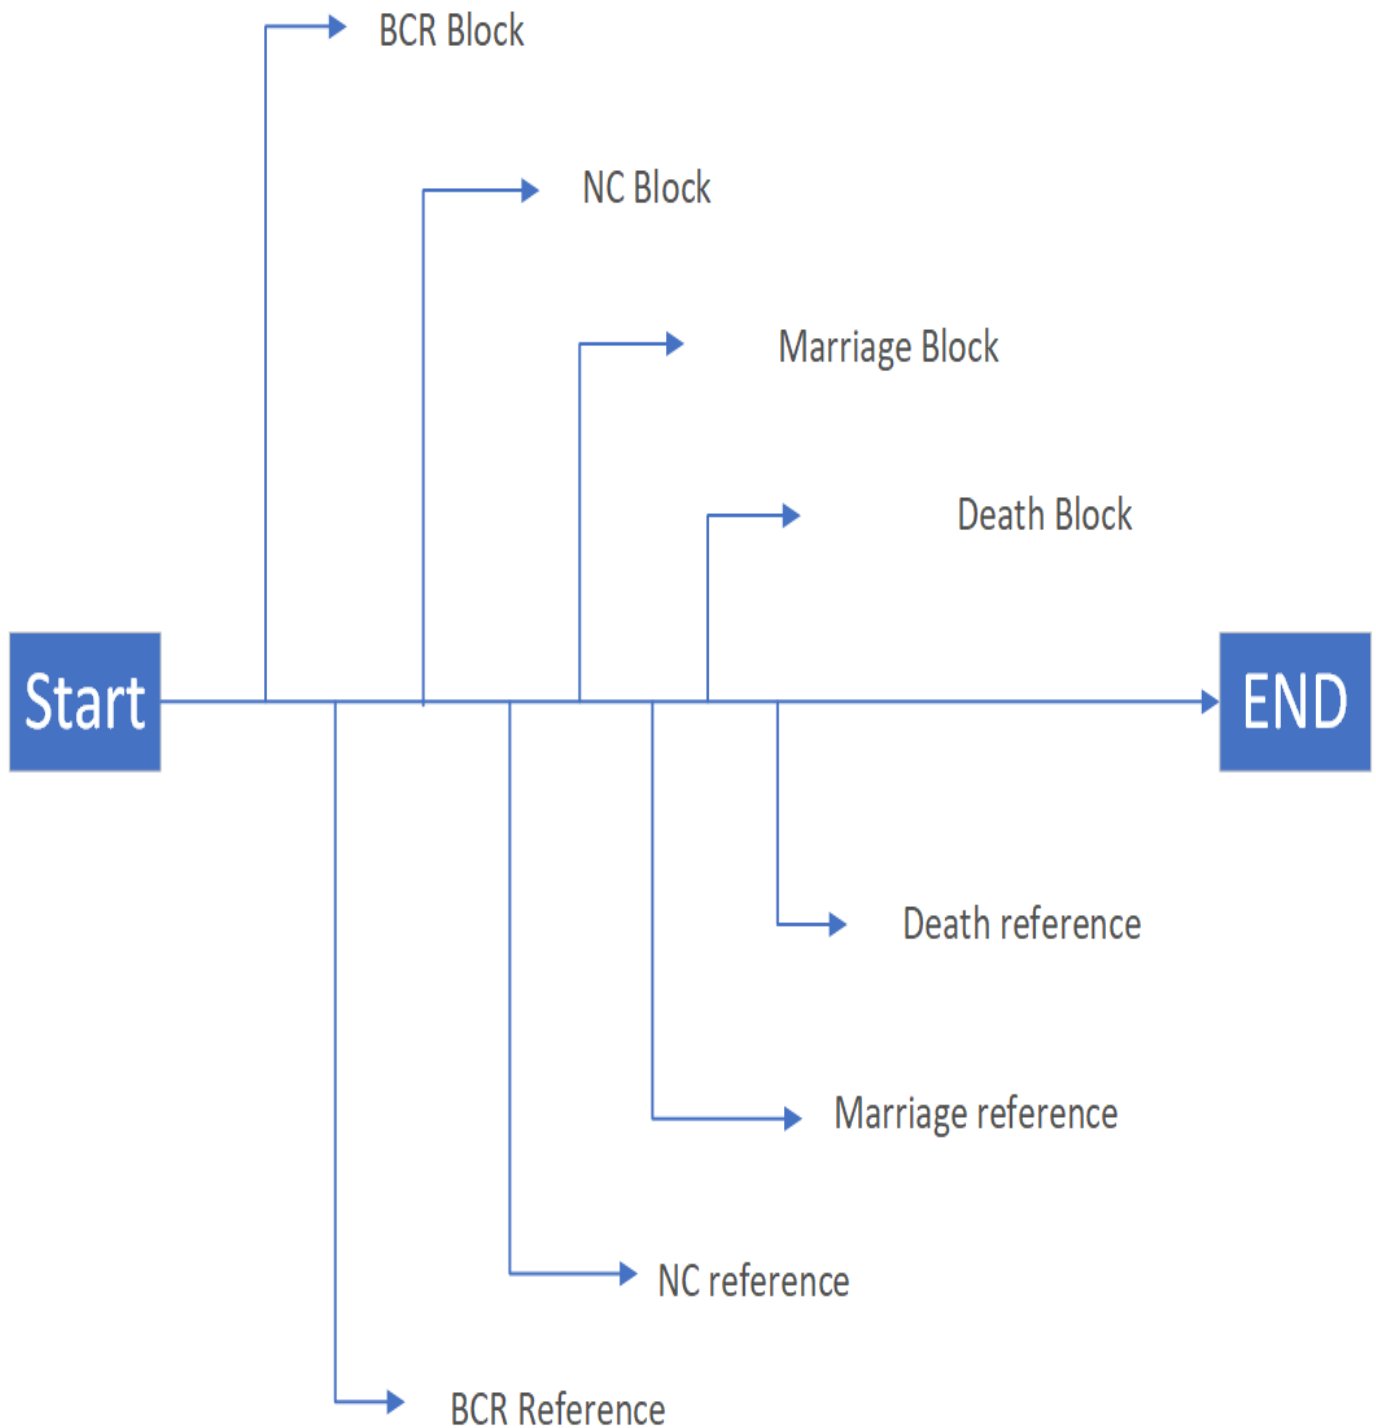 BCR Block
NC Block
Marriage Block
Death Block
Start
END
Death reference
Marriage reference
NC reference
BCR Reference